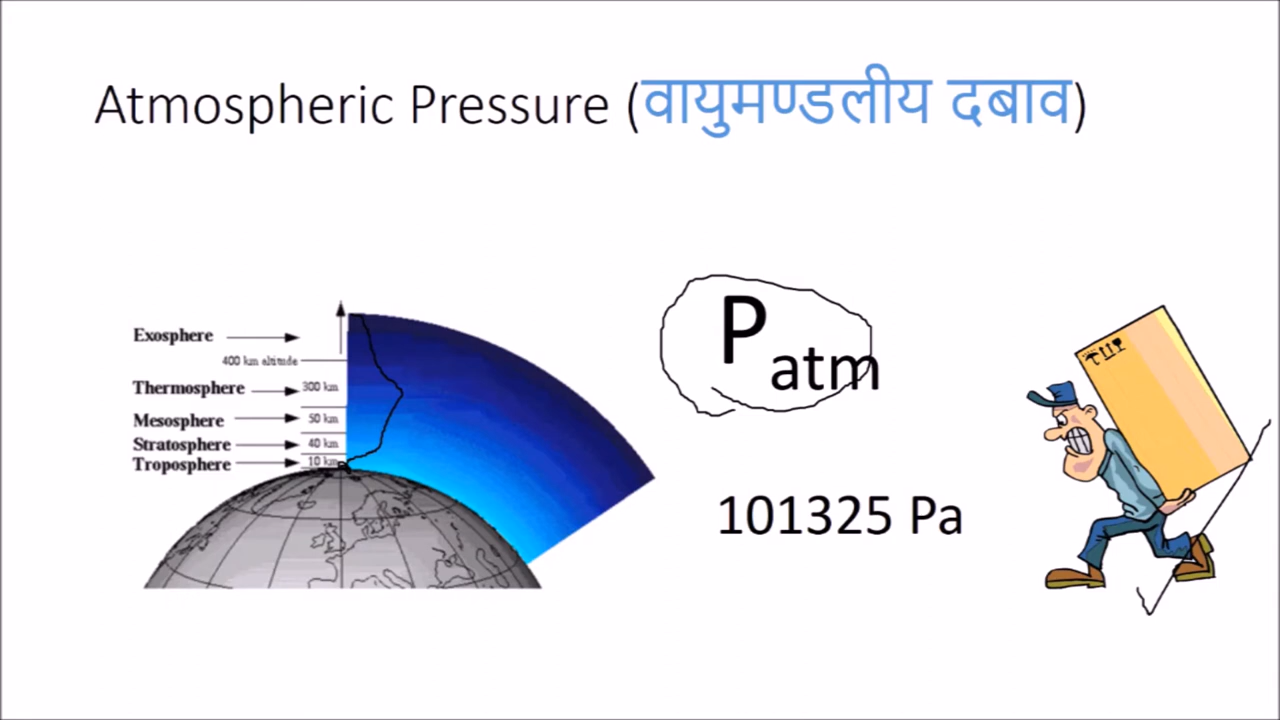 Atmospheric Pressure (वायुमण्डलीय दबाव)
Exosphere
400 km altitude
Thermosphere 300 km
Mesosphere 50 km
Stratosphere 40 km
Troposphere 10 km
Patm
101325 Pa